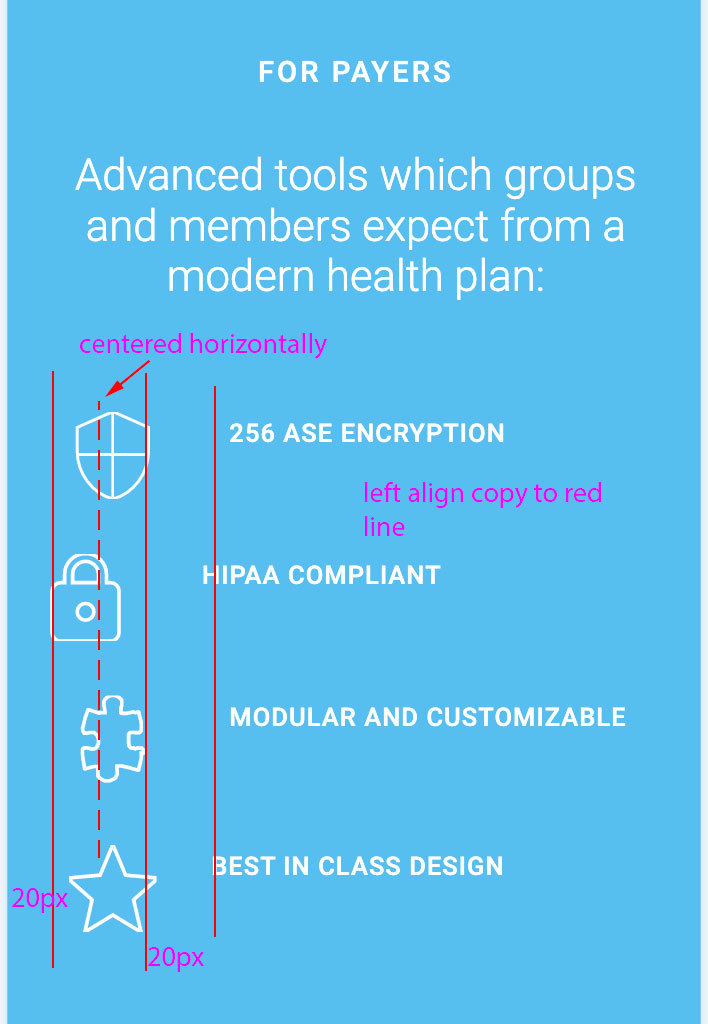 FOR PAYERS
Advanced tools which groups
and members expect from a
modern health plan:
centered horizontally
256 ASE ENCRYPTION
left align copy to red
line
HIPAA COMPLIANT
MODULAR AND CUSTOMIZABLE
BEST IN CLASS DESIGN
20px
20px